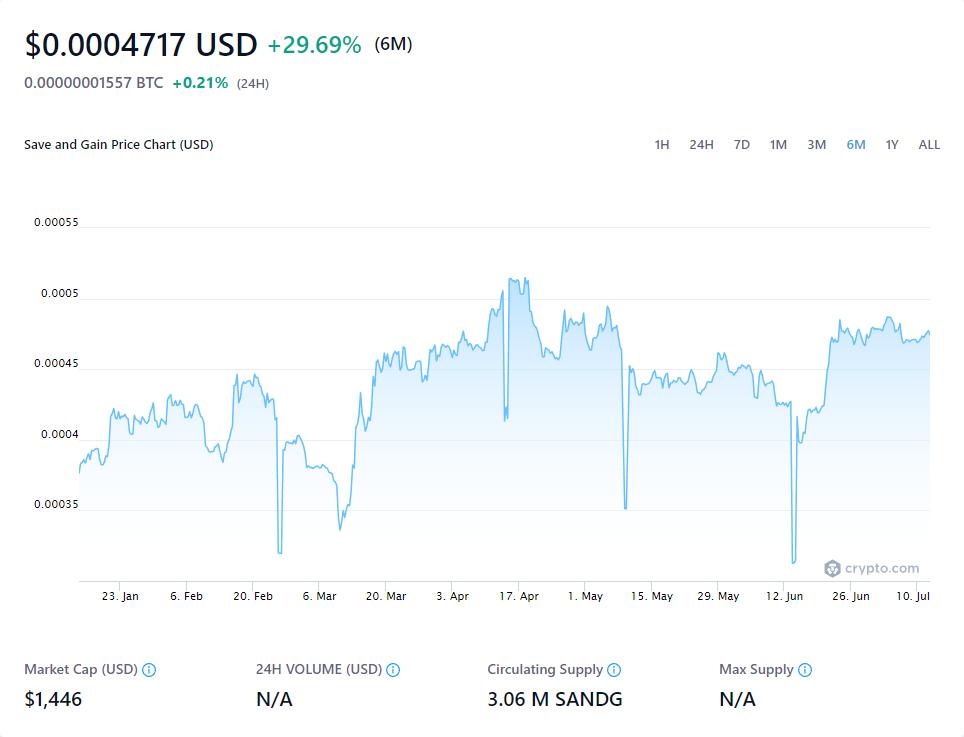 $0.0004717 USD +29.69% (6M)
0.00000001557 BTC +0.21% (24H)
Save and Gain Price Chart (USD) 1H 24H 7D 1M 3M 6M 1Y ALL
0.00055
0.0005
0.00045
0.0004
0.00035
crypto.com
23. Jan 6. Feb 20. Feb 6. Mar 20. Mar 3. Apr 17. Apr 1. May 15. May 29. May 12. Jun 26. Jun 10. Jul
Market Cap (USD) 24H VOLUME (USD) Circulating Supply Max Supply
$1,446 N/A 3.06 M SANDG N/A